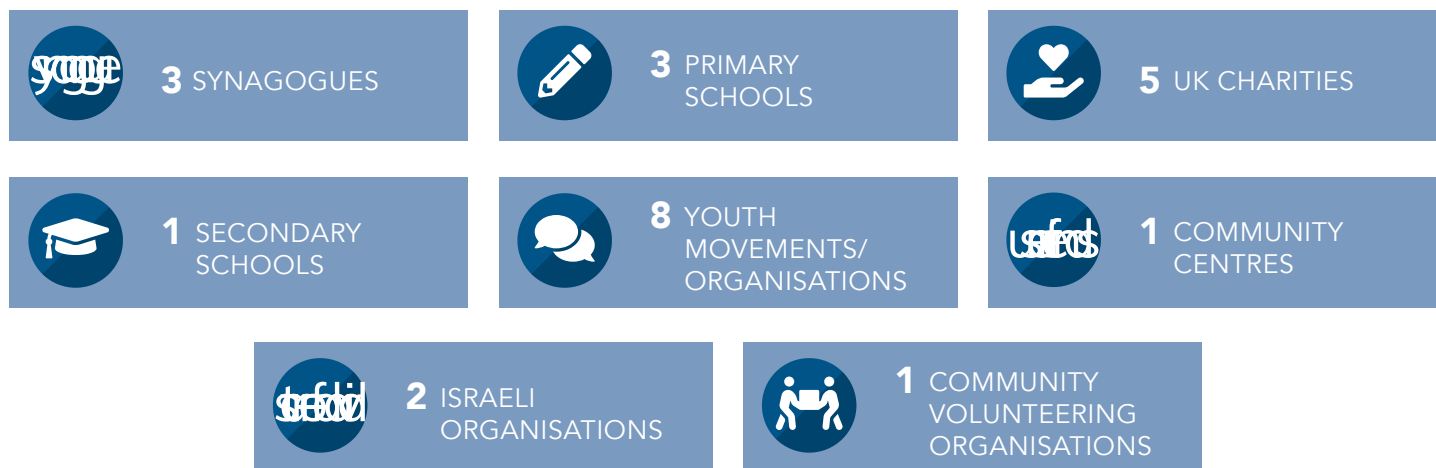 3 SYNAGOGUES
3 PRIMARY
SCHOOLS
5 UK CHARITIES
1 SECONDARY
SCHOOLS
8 YOUTH
MOVEMENTS/
ORGANISATIONS
1 COMMUNITY
CENTRES
2 ISRAELI
ORGANISATIONS
1 COMMUNITY
VOLUNTEERING
ORGANISATIONS